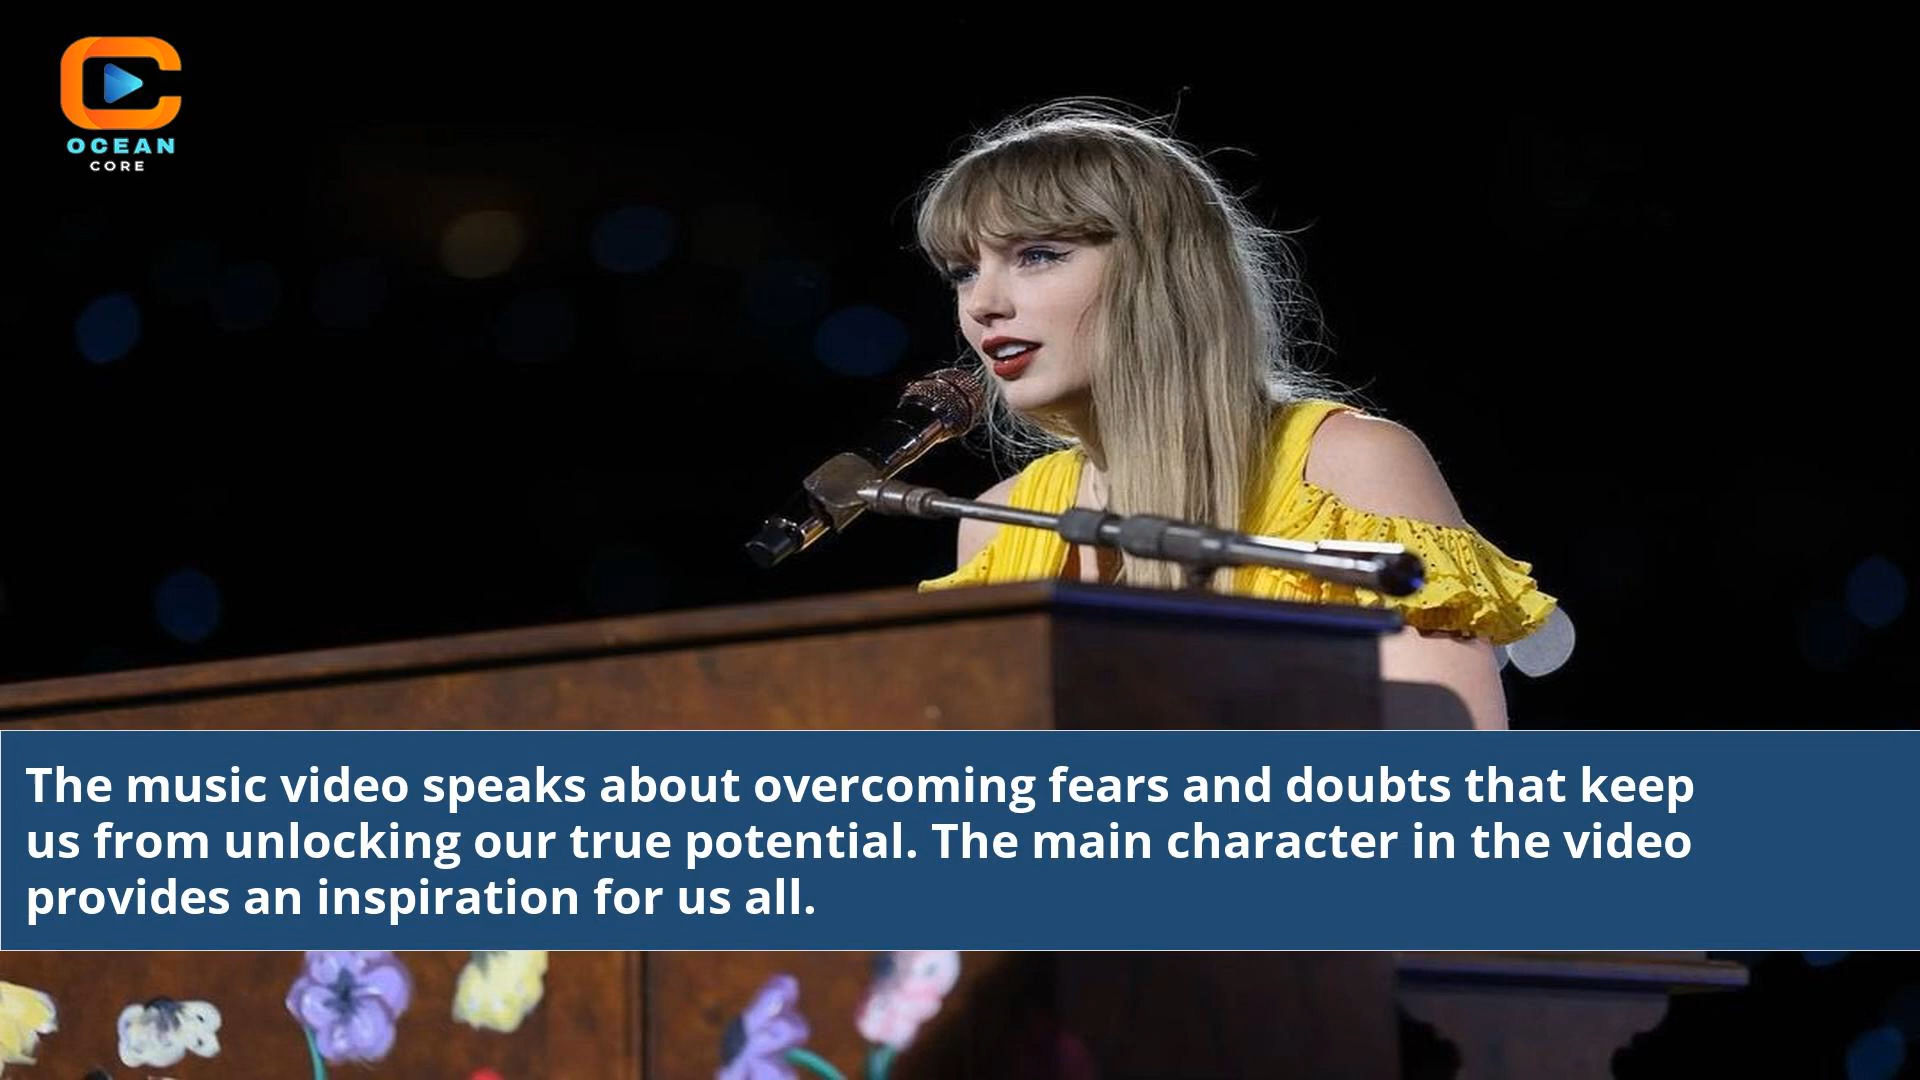 OCEAN
CORE
The music video speaks about overcoming fears and doubts that keep
us from unlocking our true potential. The main character in the video
provides an inspiration for us all.